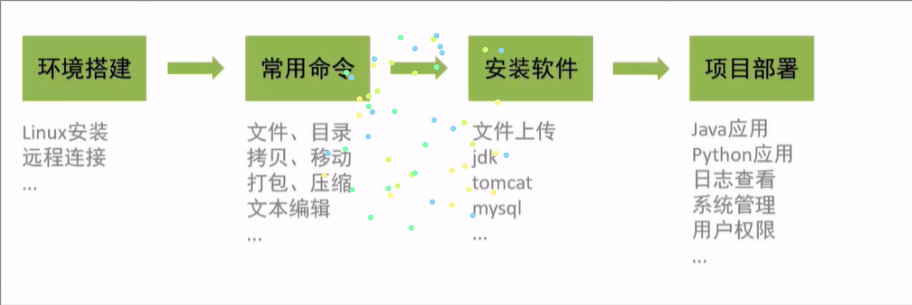 环境搭建
Linux安装
远程连接
...
常用命令
文件、目录
拷贝、移动
打包、压缩
文本编辑
...
安装软件
文件上传
jdk
tomcat
mysql
...
项目部署
Java应用
Python应用
日志查看
系统管理
用户权限
...